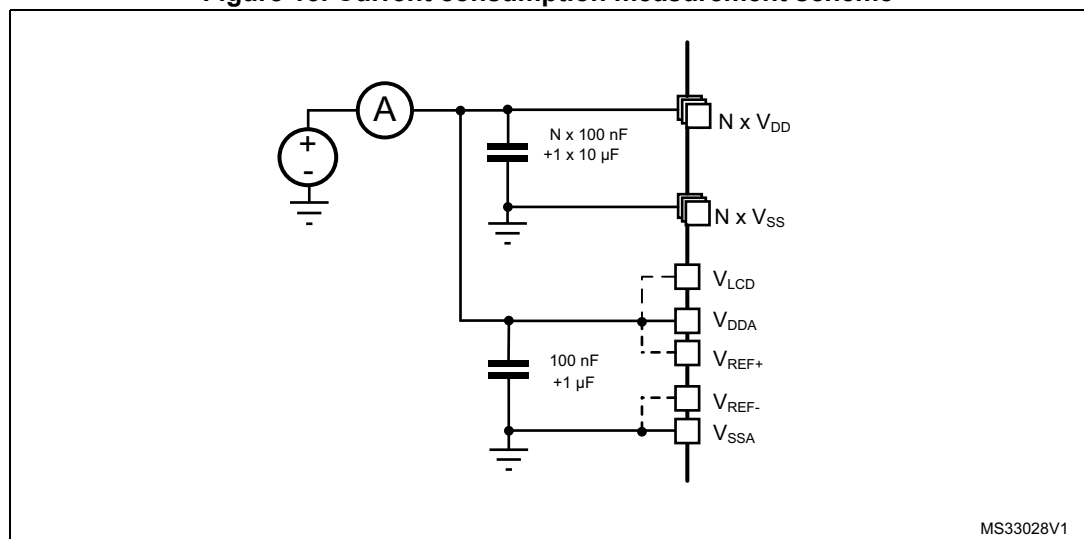 Figure Current consumption measurement scheme
A
+
-
N x 100 nF
+1 x 10 µF
N x VDD
N x VSS
VLCD
VDDA
VREF+
100 nF
+1 µF
VREF-
VSSA
MS33028V1